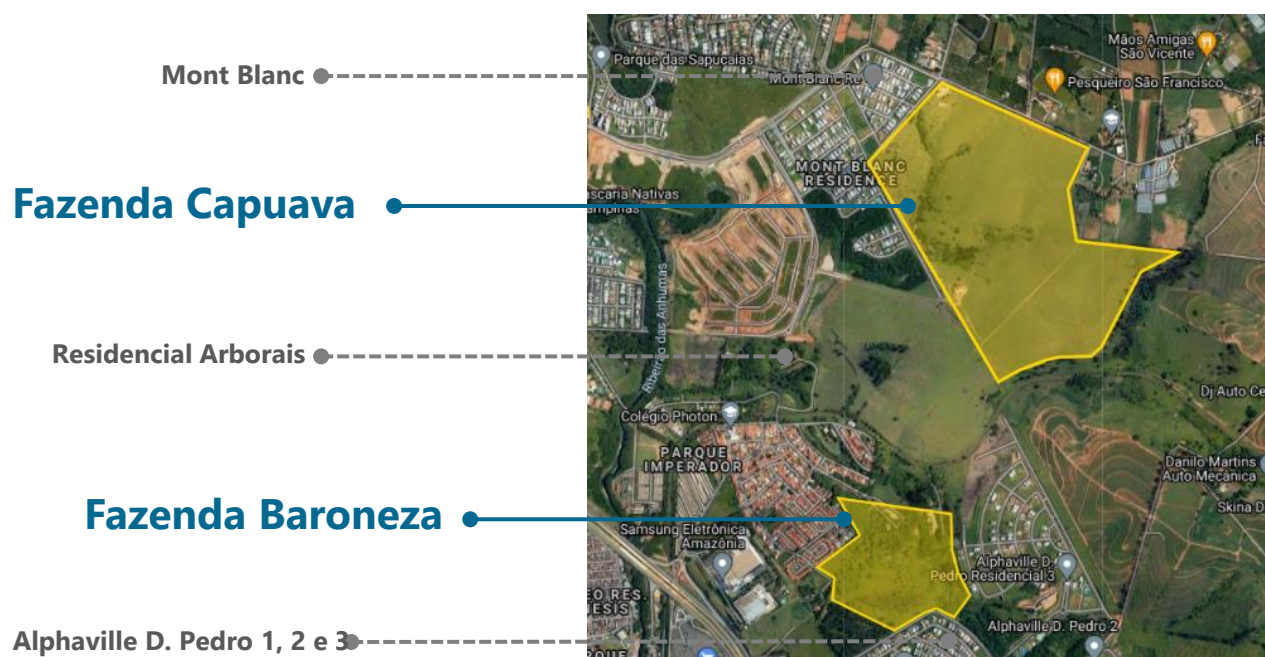 Mont Blanc
Fazenda Capuava
Residencial Arborais
Fazenda Baroneza
Alphaville D. Pedro 1, 2 e 3
Parque das Sapucaias
Mont Blanc Re
Mãos Amigas
São Vicente
Pesqueiro São Francisco
MONT BLANC
RESIDENCE
scaria Nativas
Ribeirão das Anhumas
Dj Auto Ce
Colégio Photon
PARQUE
IMPERADOR
Danilo Martins
Auto Mecânica
Skina D
Samsung Eletrônica
Amazônia
Alphaville D
Pedro Residencial 3
EO RES.
Alphaville D. Pedro 2